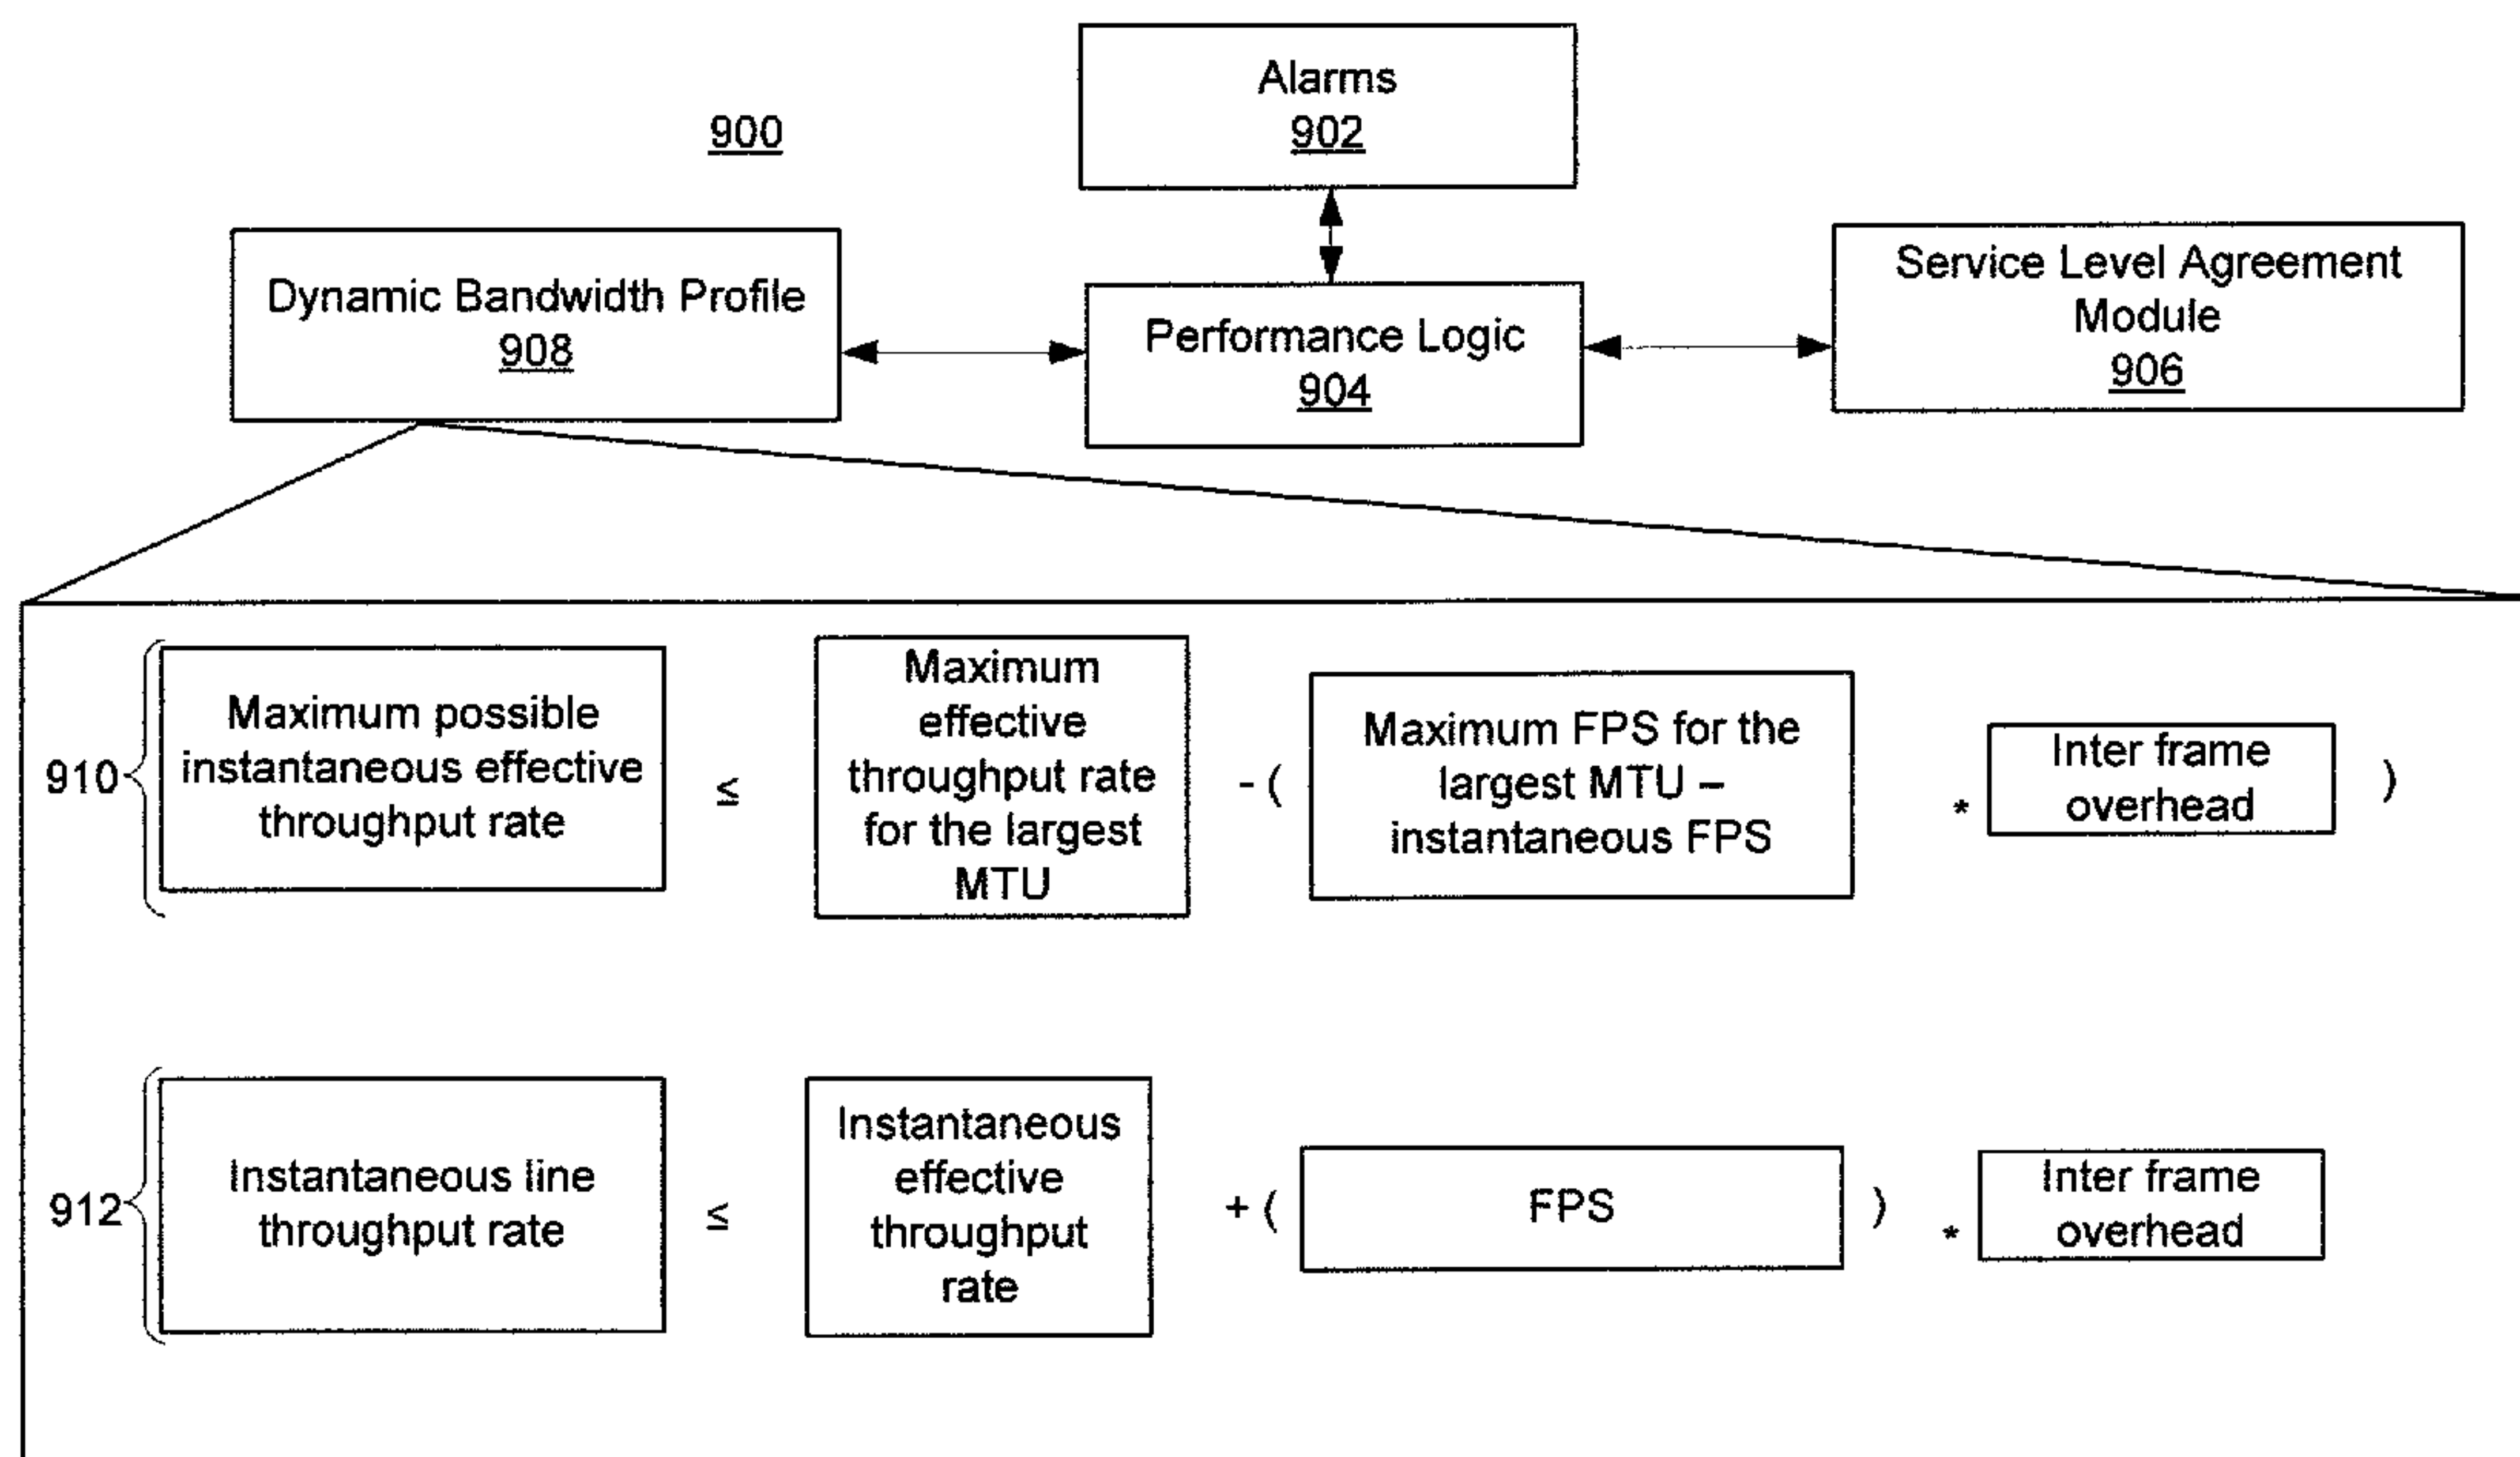 900
Alarms
902
Dynamic Bandwidth Profile
908
Performance Logic
904
Service Level Agreement
Module
906
910
Maximum possible
instantaneous effective
throughput rate
≤
Maximum
effective
throughput rate
for the largest
MTU
- (
Maximum FPS for the
largest MTU –
instantaneous FPS
*
Inter frame
overhead
)
912
Instantaneous line
throughput rate
≤
Instantaneous
effective
throughput
rate
+ (
FPS
)
*
Inter frame
overhead